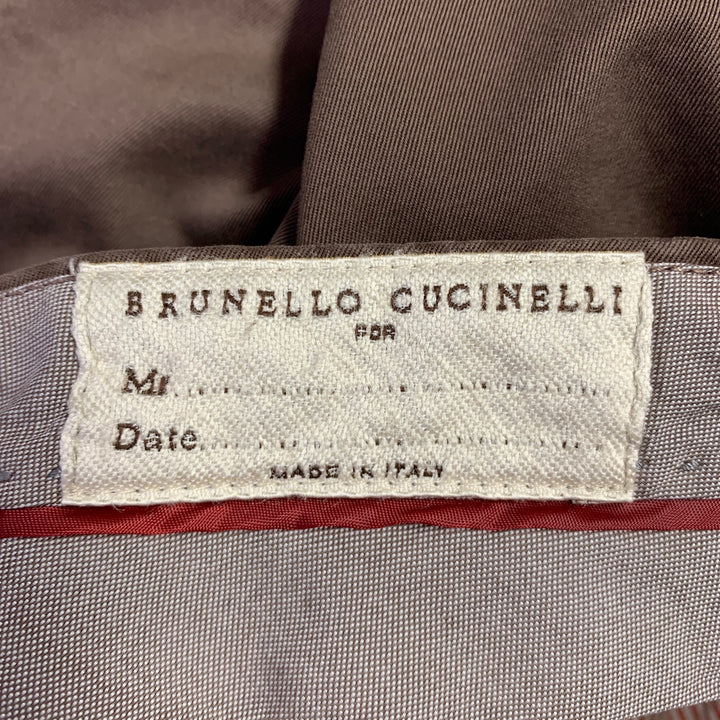 BRUNELLO CUCINELLI
FOR
Mr..............................
Date..............................
MADE IN ITALY